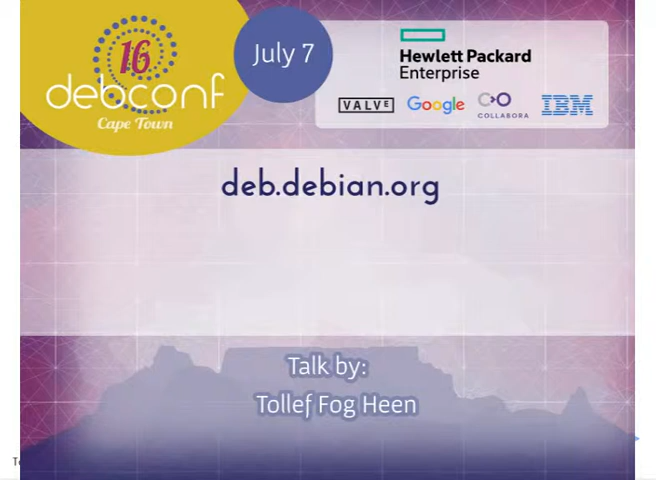 16
debconf
Cape Town
July 7
Hewlett Packard
Enterprise
VALVE Google COLLABORA IBM
deb.debian.org
Talk by:
Tollef Fog Heen